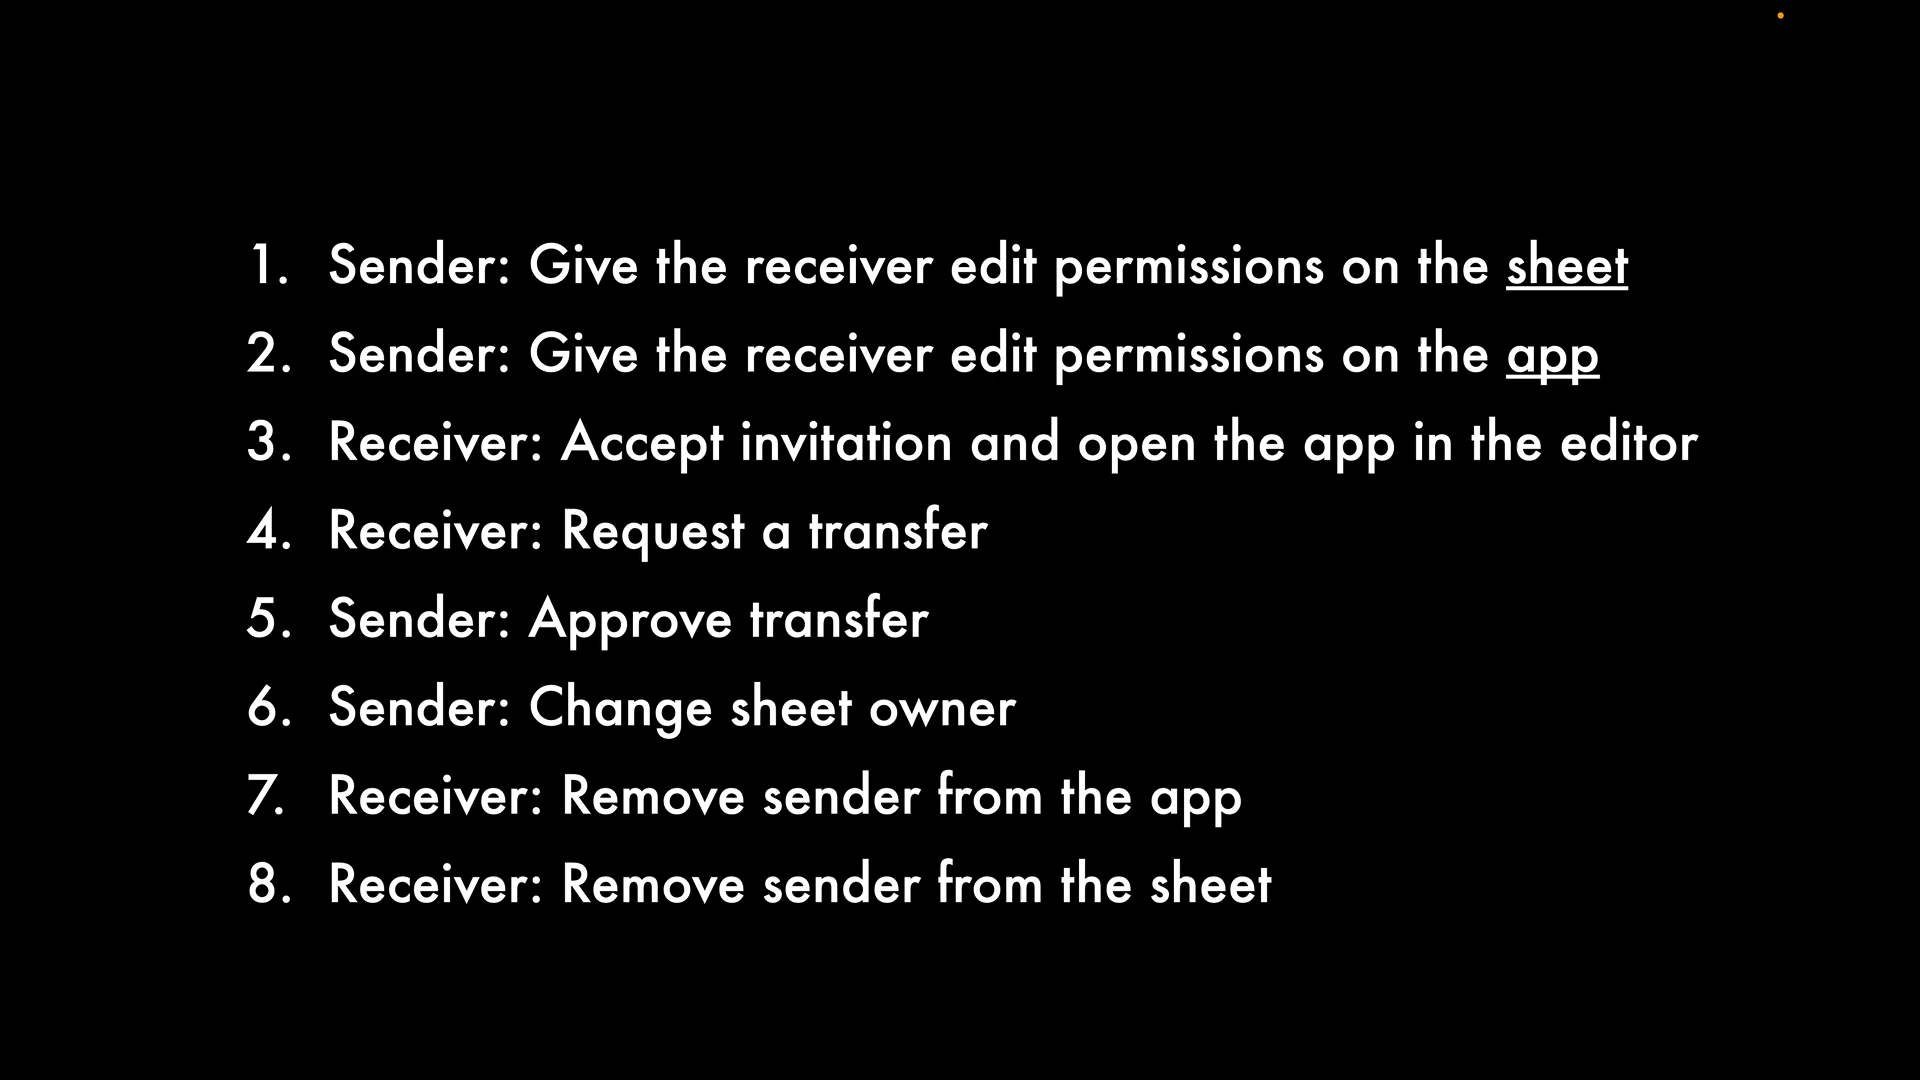 1. Sender: Give the receiver edit permissions on the sheet
2. Sender: Give the receiver edit permissions on the app
3. Receiver: Accept invitation and open the app in the editor
4. Receiver: Request a transfer
5. Sender: Approve transfer
6. Sender: Change sheet owner
7. Receiver: Remove sender from the app
8. Receiver: Remove sender from the sheet